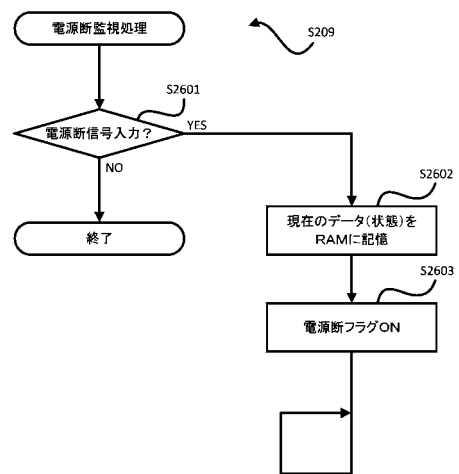 電源断監視処理
S209
S2601
電源断信号入力？
YES
NO
終了
S2602
現在のデータ（状態）を
RAMに記憶
S2603
電源断フラグON